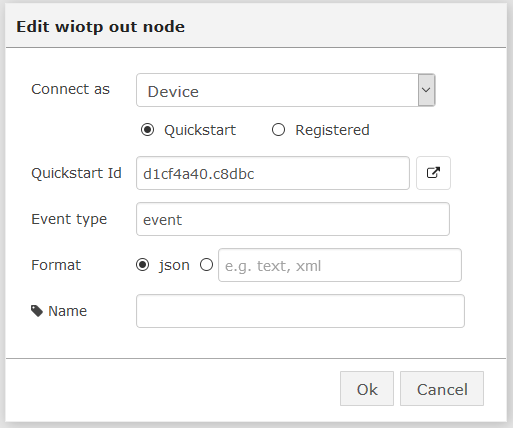 Edit wiotp out node
Connect as Device
Quickstart Registered
Quickstart Id d1cf4a40.c8dbc
Event type event
Format json e.g. text, xml
Name
Ok Cancel